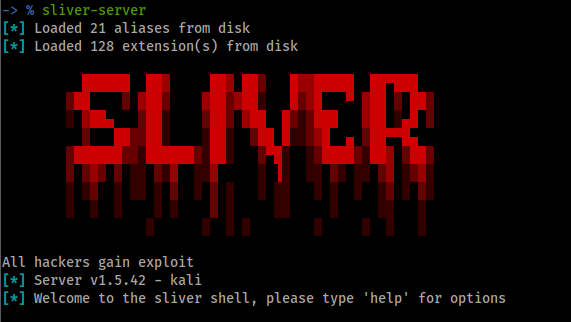 -> % sliver-server
[*] Loaded 21 aliases from disk
[*] Loaded 128 extension(s) from disk
SLIVER
All hackers gain exploit
[*] Server v1.5.42 - kali
[*] Welcome to the sliver shell, please type 'help' for options